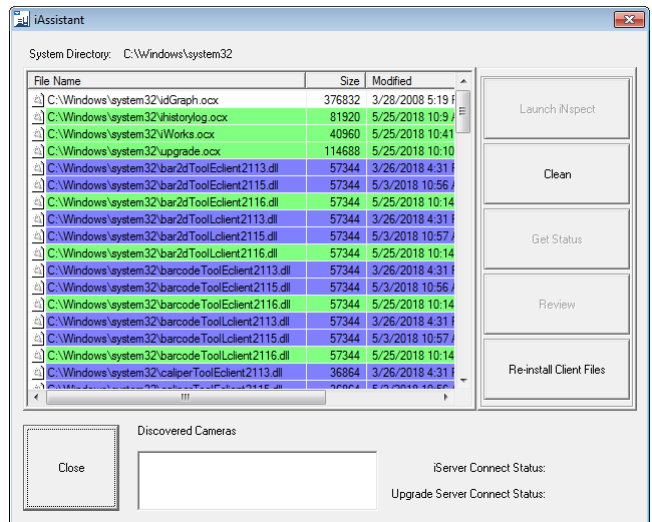 iAssistant
System Directory: C:\Windows\system32
File Name Size Modified
C:\Windows\system32\idGraph.ocx 376832 3/28/2008 5:19
C:\Windows\system32\ihistorylog.ocx 81920 5/25/2018 10:9
C:\Windows\system32\iWorks.ocx 40960 5/25/2018 10:41
C:\Windows\system32\upgrade.ocx 114688 5/25/2018 10:10
C:\Windows\system32\bar2dToolEclient2113.dll 57344 3/26/2018 4:31
C:\Windows\system32\bar2dToolEclient2115.dll 57344 5/3/2018 10:56
C:\Windows\system32\bar2dToolEclient2116.dll 57344 5/25/2018 10:14
C:\Windows\system32\bar2dToolLclient2113.dll 57344 3/26/2018 4:31
C:\Windows\system32\bar2dToolLclient2115.dll 57344 5/3/2018 10:57
C:\Windows\system32\bar2dToolLclient2116.dll 57344 5/25/2018 10:14
C:\Windows\system32\barcodeToolEclient2113.dll 57344 3/26/2018 4:31
C:\Windows\system32\barcodeToolEclient2115.dll 57344 5/3/2018 10:56
C:\Windows\system32\barcodeToolEclient2116.dll 57344 5/25/2018 10:14
C:\Windows\system32\barcodeToolLclient2113.dll 57344 3/26/2018 4:31
C:\Windows\system32\barcodeToolLclient2115.dll 57344 5/3/2018 10:57
C:\Windows\system32\barcodeToolLclient2116.dll 57344 5/25/2018 10:14
C:\Windows\system32\caliperToolEclient2113.dll 36864 3/26/2018 4:31
Launch iNspect
Clean
Get Status
Review
Re-install Client Files
Close
Discovered Cameras
iServer Connect Status:
Upgrade Server Connect Status: